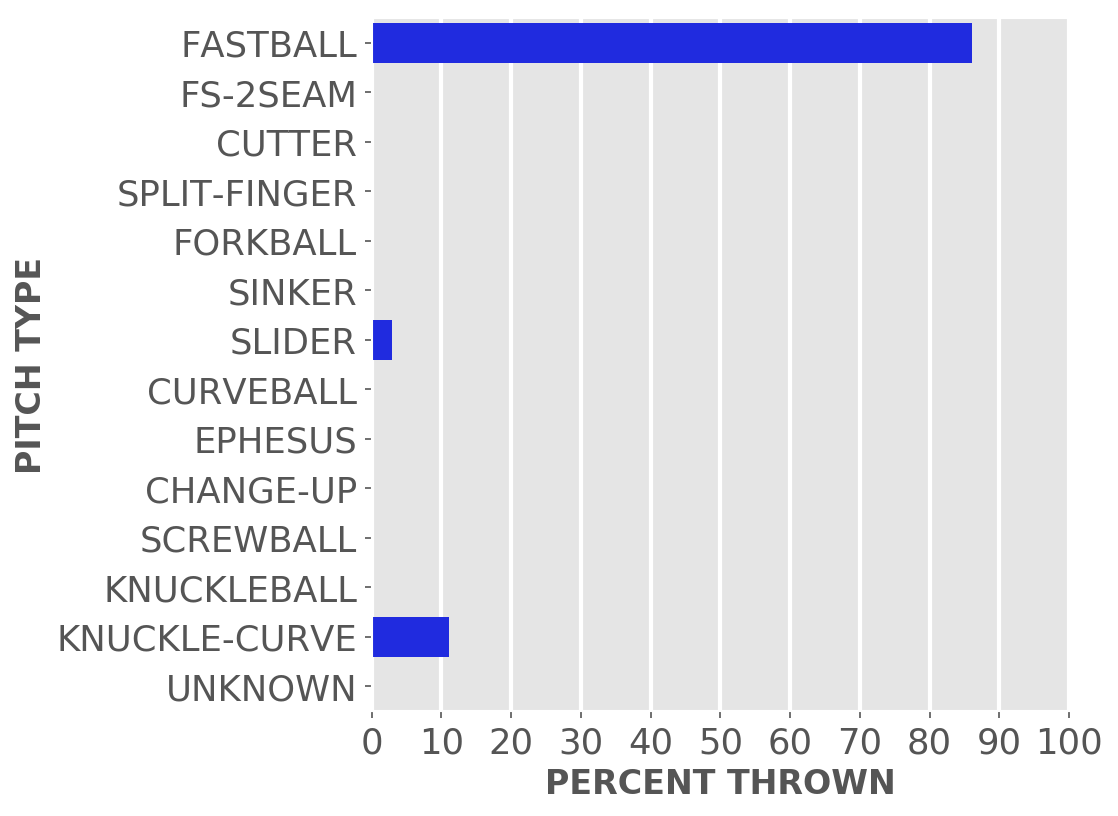 FASTBALL
FS-2SEAM
CUTTER
SPLIT-FINGER
FORKBALL
SINKER
SLIDER
CURVEBALL
EPHESUS
CHANGE-UP
SCREWBALL
KNUCKLEBALL
KNUCKLE-CURVE
UNKNOWN
PITCH TYPE
0 10 20 30 40 50 60 70 80 90 100
PERCENT THROWN